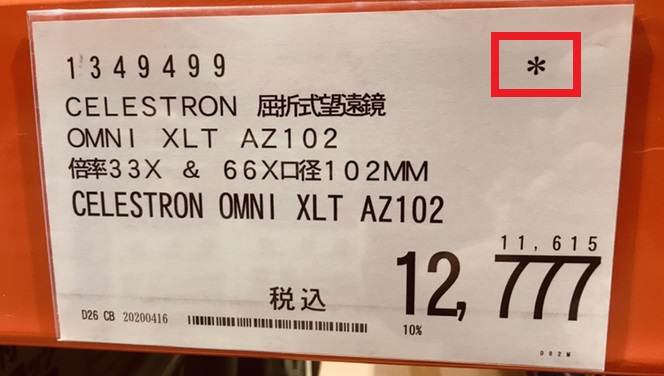 1349499 *
CELESTRON 屈折式望遠鏡
OMNI XLT AZ102
倍率33X & 66X口径102MM
CELESTRON OMNI XLT AZ102
11,615
税込 12,777
D26 CB 20200416 10%
D82M